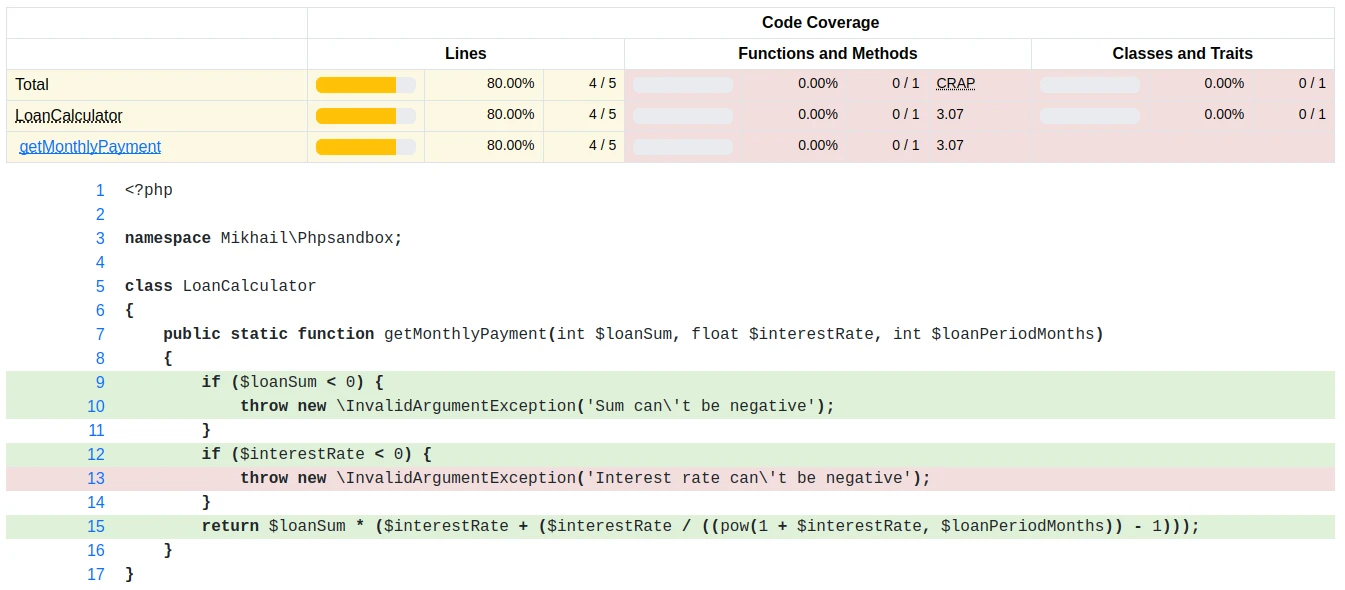 Code Coverage
Lines Functions and Methods Classes and Traits
Total 80.00% 4 / 5 0.00% 0 / 1 CRAP 0.00% 0 / 1
LoanCalculator 80.00% 4 / 5 0.00% 0 / 1 3.07 0.00% 0 / 1
getMonthlyPayment 80.00% 4 / 5 0.00% 0 / 1 3.07
1 <?php
2
3 namespace Mikhail\Phpsandbox;
4
5 class LoanCalculator
6 {
7     public static function getMonthlyPayment(int $loanSum, float $interestRate, int $loanPeriodMonths)
8     {
9         if ($loanSum < 0) {
10             throw new \InvalidArgumentException('Sum can\'t be negative');
11         }
12         if ($interestRate < 0) {
13             throw new \InvalidArgumentException('Interest rate can\'t be negative');
14         }
15         return $loanSum * ($interestRate + ($interestRate / ((pow(1 + $interestRate, $loanPeriodMonths)) - 1)));
16     }
17 }